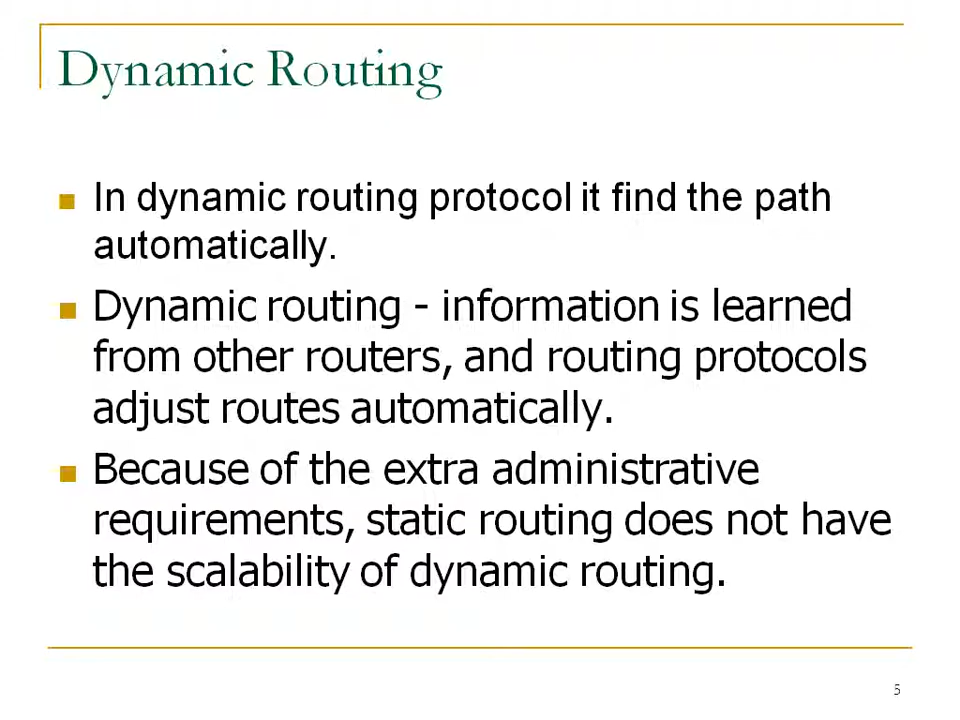 Dynamic Routing
In dynamic routing protocol it find the path
automatically.
Dynamic routing - information is learned
from other routers, and routing protocols
adjust routes automatically.
Because of the extra administrative
requirements, static routing does not have
the scalability of dynamic routing.
5